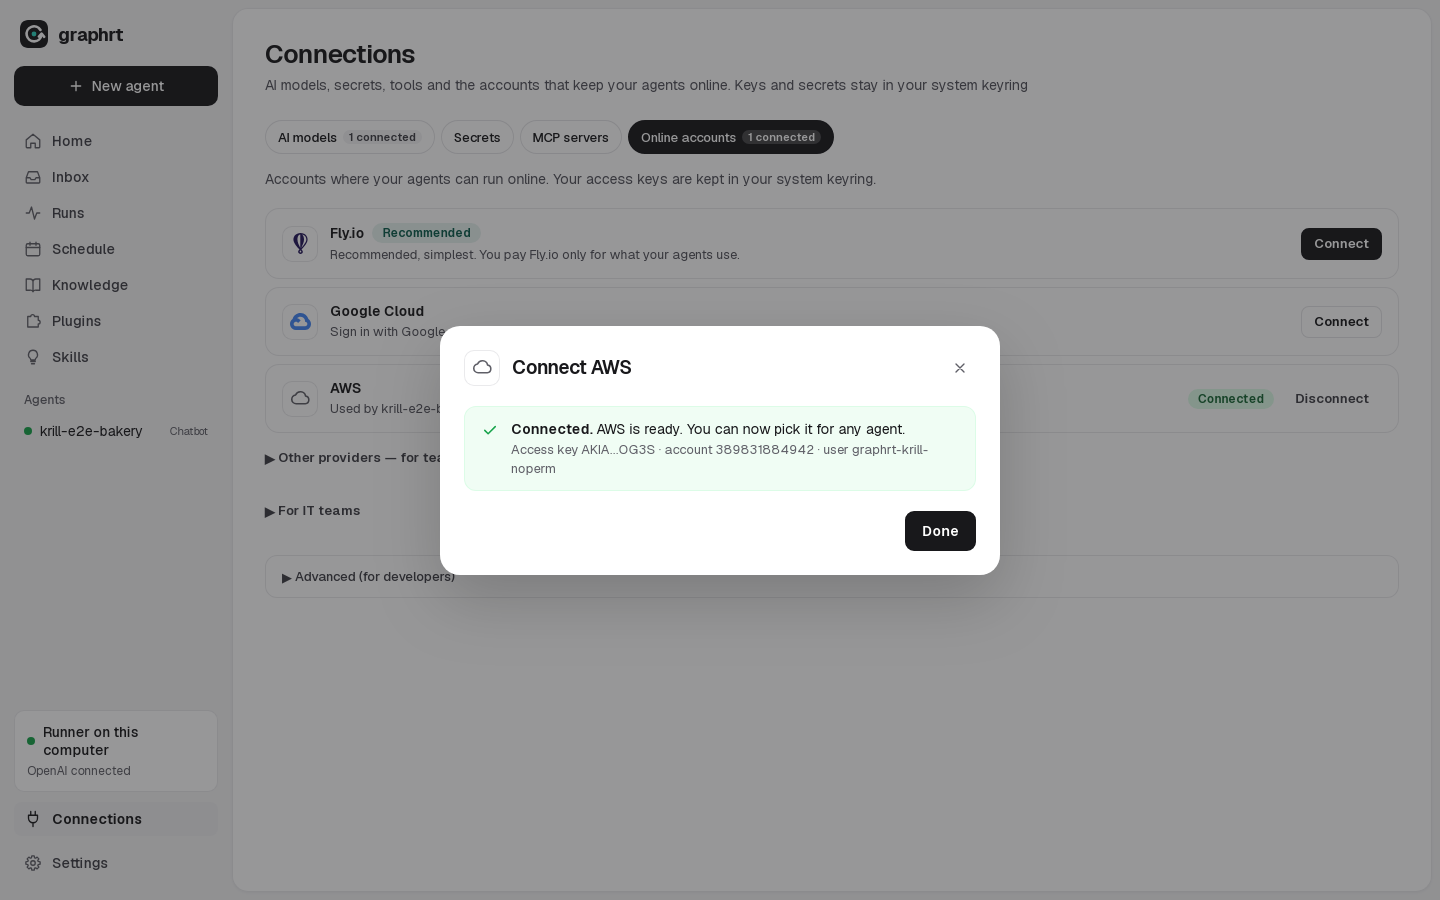 graphrt
New agent
Home
Inbox
Runs
Schedule
Knowledge
Plugins
Skills
Agents
krill-e2e-bakery Chatbot
Runner on this
computer
OpenAI connected
Connections
Settings
Connections
AI models, secrets, tools and the accounts that keep your agents online. Keys and secrets stay in your system keyring
AI models 1 connected Secrets MCP servers Online accounts 1 connected
Accounts where your agents can run online. Your access keys are kept in your system keyring.
Fly.io Recommended
Recommended, simplest. You pay Fly.io only for what your agents use.
Connect
Google Cloud
Sign in with Google
Connect
AWS
Used by krill-e2e-b
Connected Disconnect
Other providers — for tea
For IT teams
Advanced (for developers)
Connect AWS
Connected. AWS is ready. You can now pick it for any agent.
Access key AKIA...OG3S · account 389831884942 · user graphrt-krill-
noperm
Done